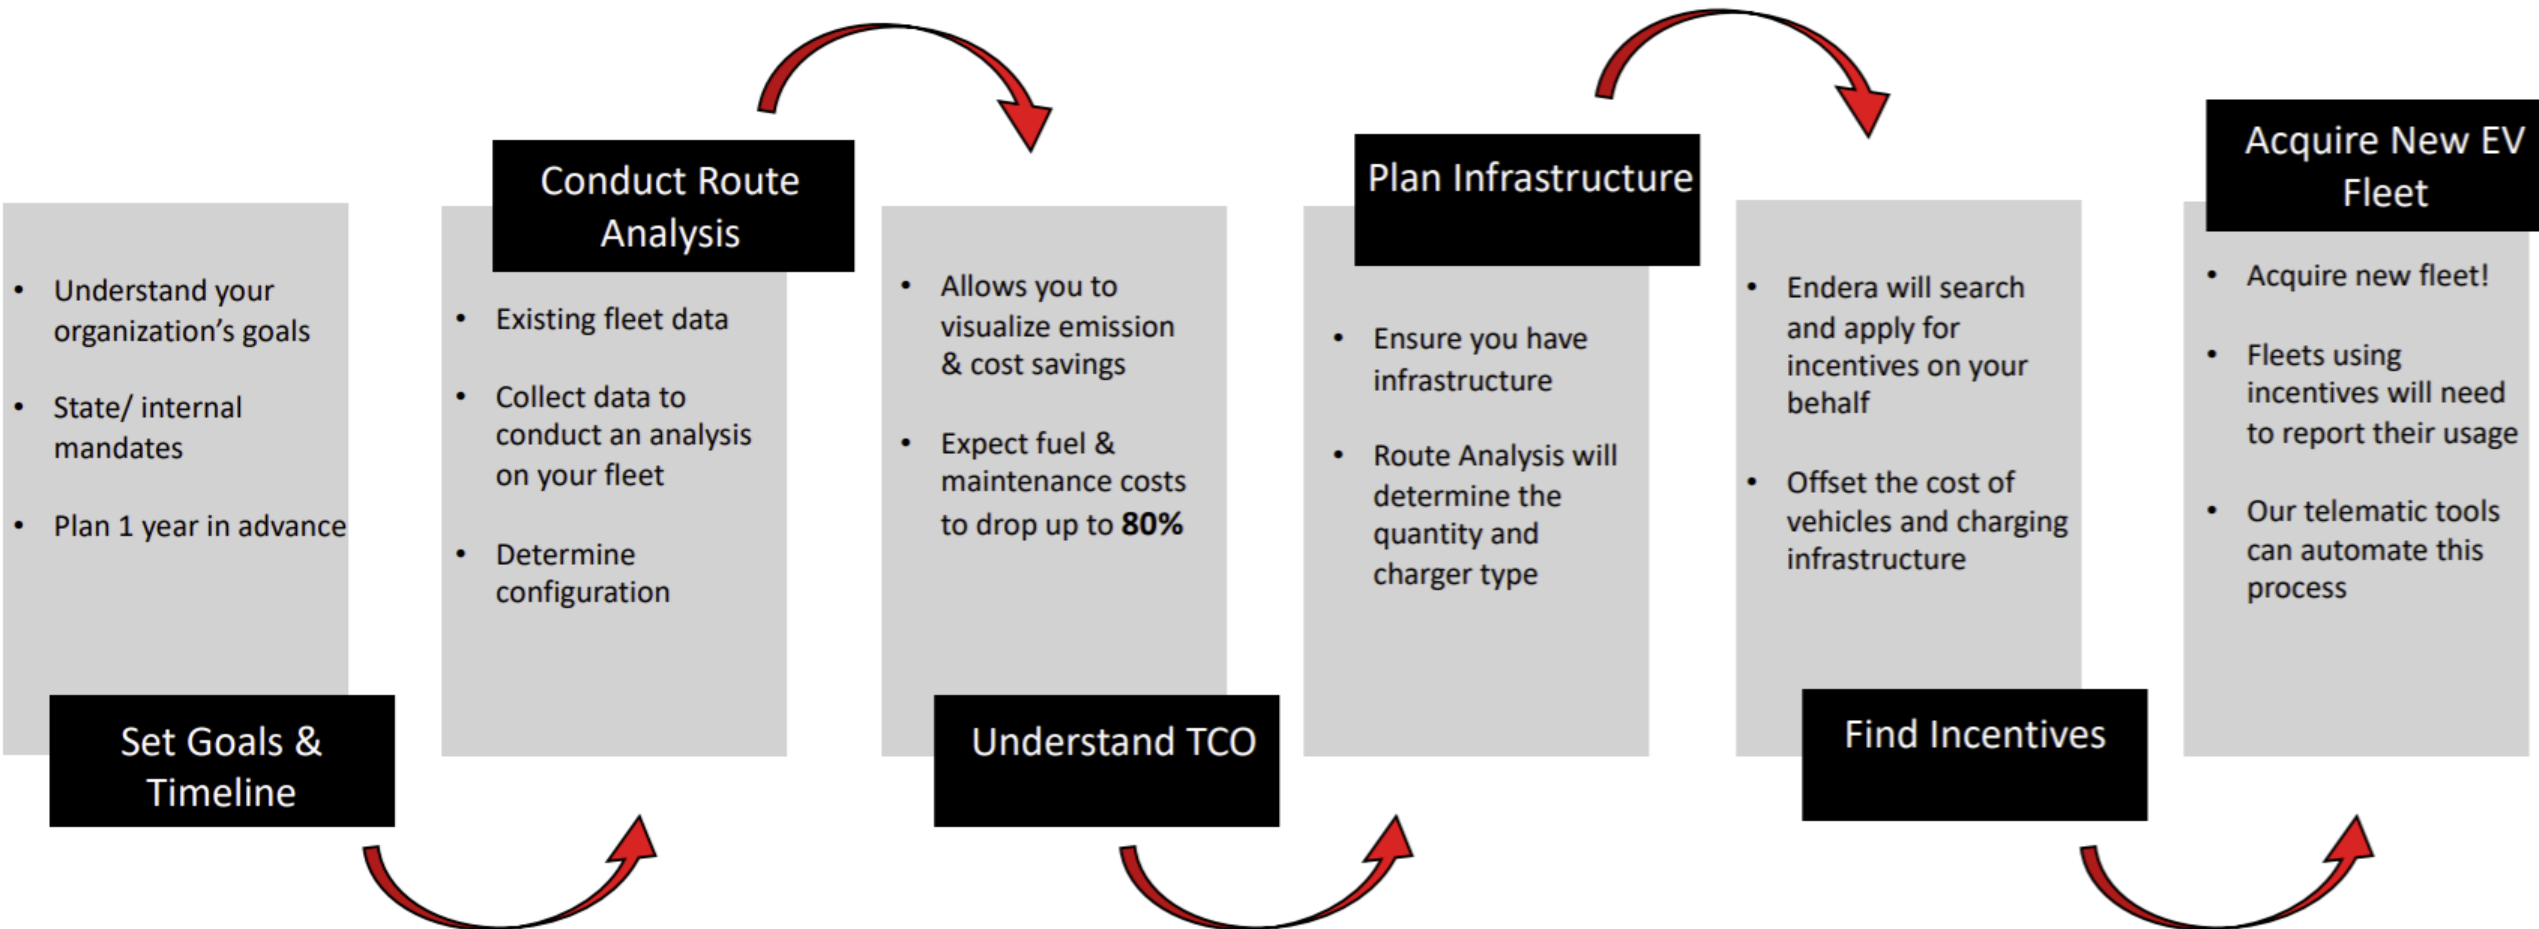 • Understand your
organization’s goals
• State/ internal
mandates
• Plan 1 year in advance
Set Goals &
Timeline
Conduct Route
Analysis
• Existing fleet data
• Collect data to
conduct an analysis
on your fleet
• Determine
configuration
• Allows you to
visualize emission
& cost savings
• Expect fuel &
maintenance costs
to drop up to 80%
Understand TCO
Plan Infrastructure
• Ensure you have
infrastructure
• Route Analysis will
determine the
quantity and
charger type
• Endera will search
and apply for
incentives on your
behalf
• Offset the cost of
vehicles and charging
infrastructure
Find Incentives
Acquire New EV
Fleet
• Acquire new fleet!
• Fleets using
incentives will need
to report their usage
• Our telematic tools
can automate this
process